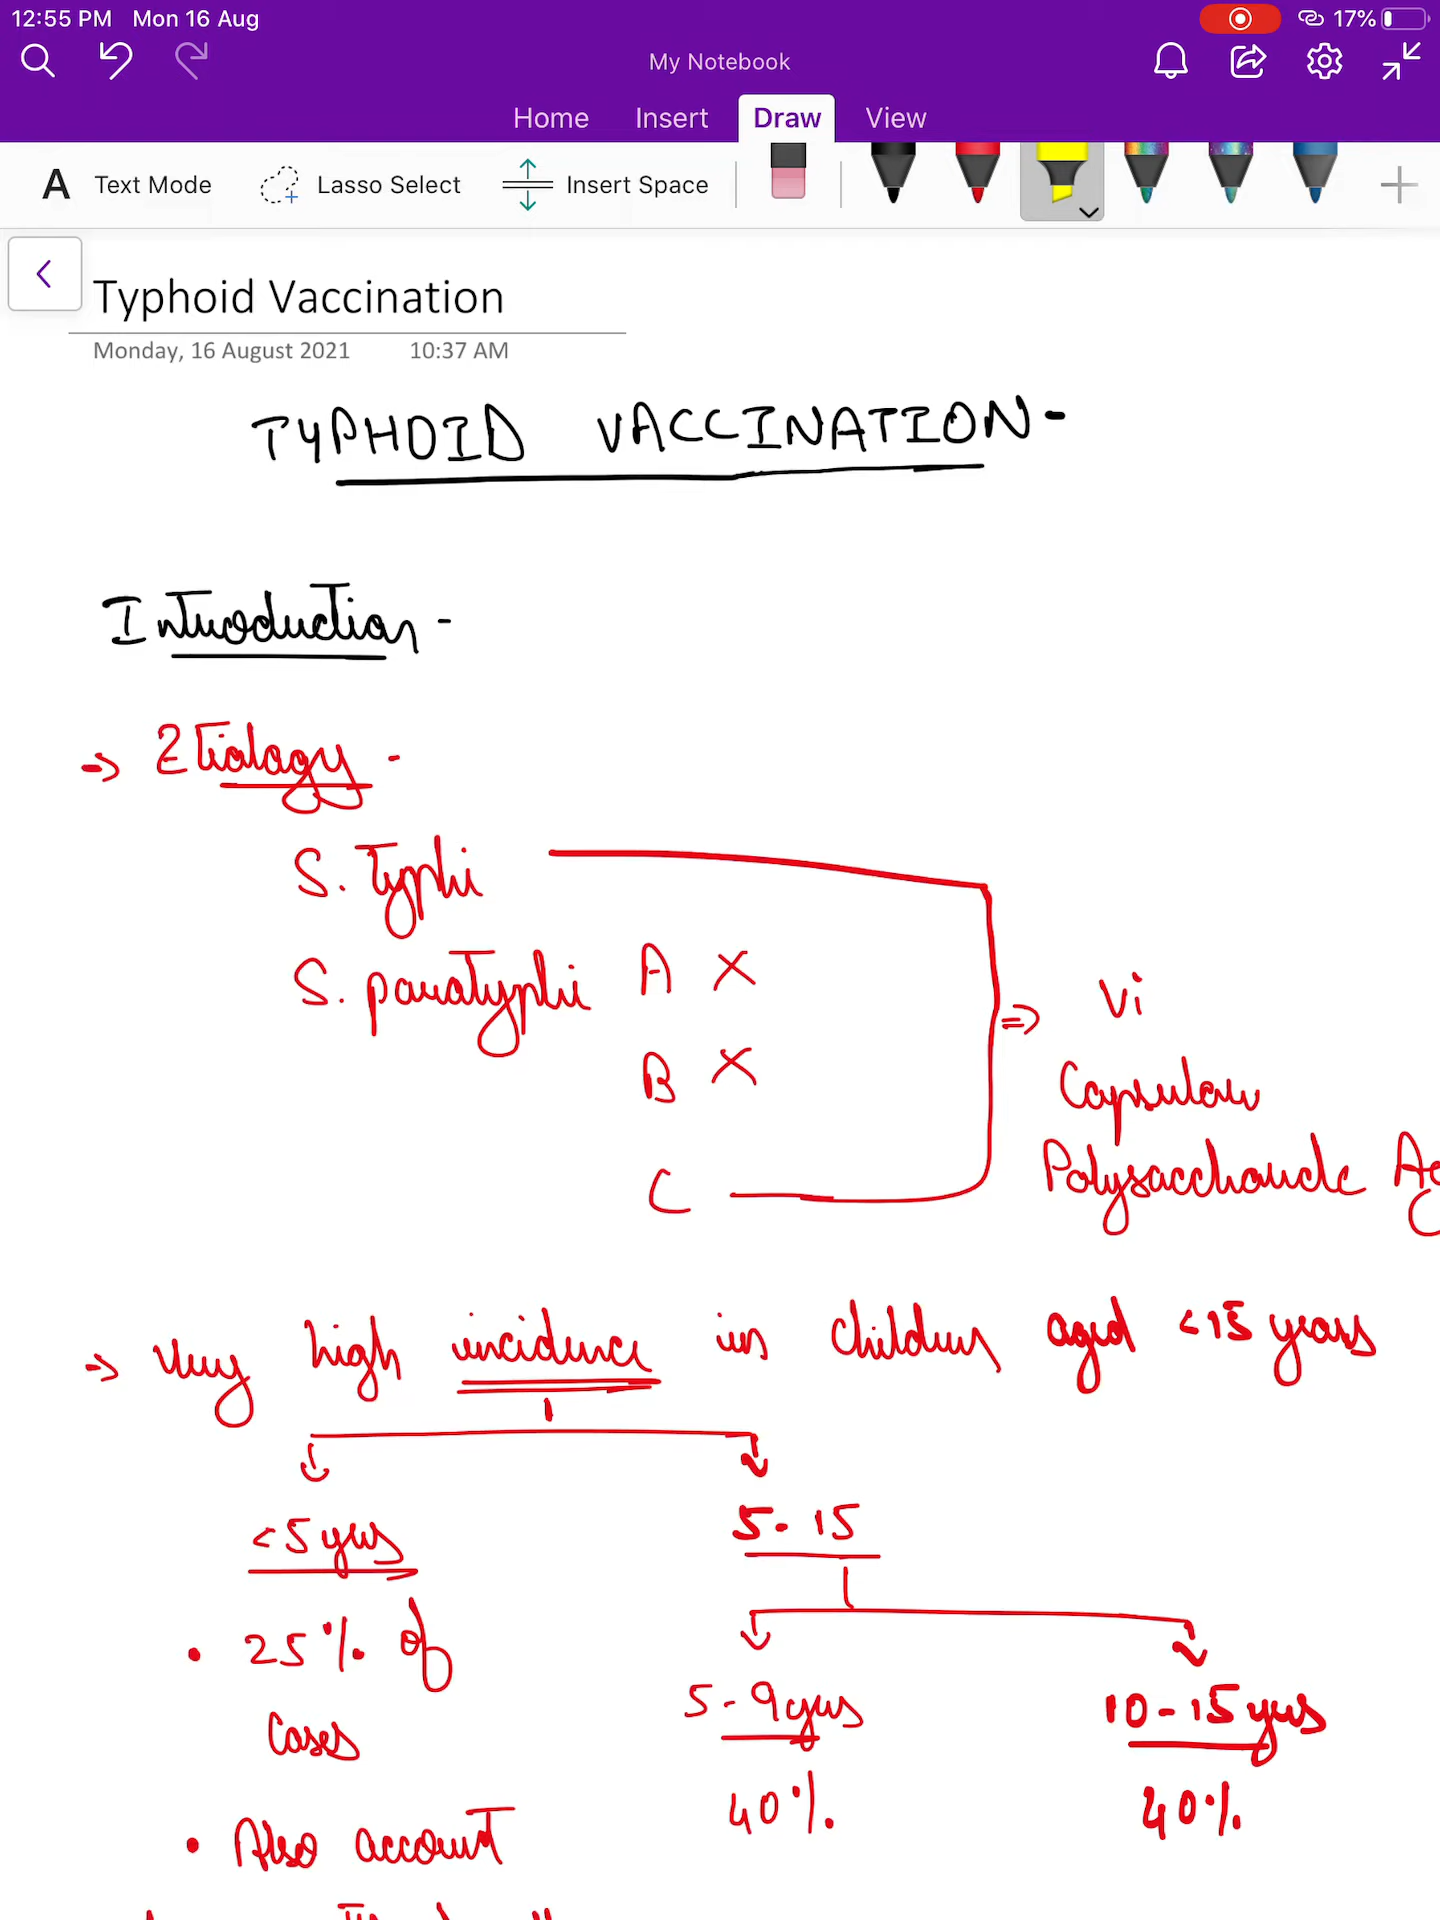 12:55 PM Mon 16 Aug 17%
My Notebook
Home Insert Draw View
A Text Mode Lasso Select Insert Space
Typhoid Vaccination
Monday, 16 August 2021 10:37 AM
TYPHOID VACCINATION-
Introduction -
=> Etiology -
S. Typhi
S. paratyphi A X
B X
C
=> Vi
Capsular
Polysaccharide Ag
=> Very high incidence in children aged <15 years
<5 yrs
5-15
• 25% of
Cases
5-9 yrs
10-15 yrs
40%
40%
• Also account